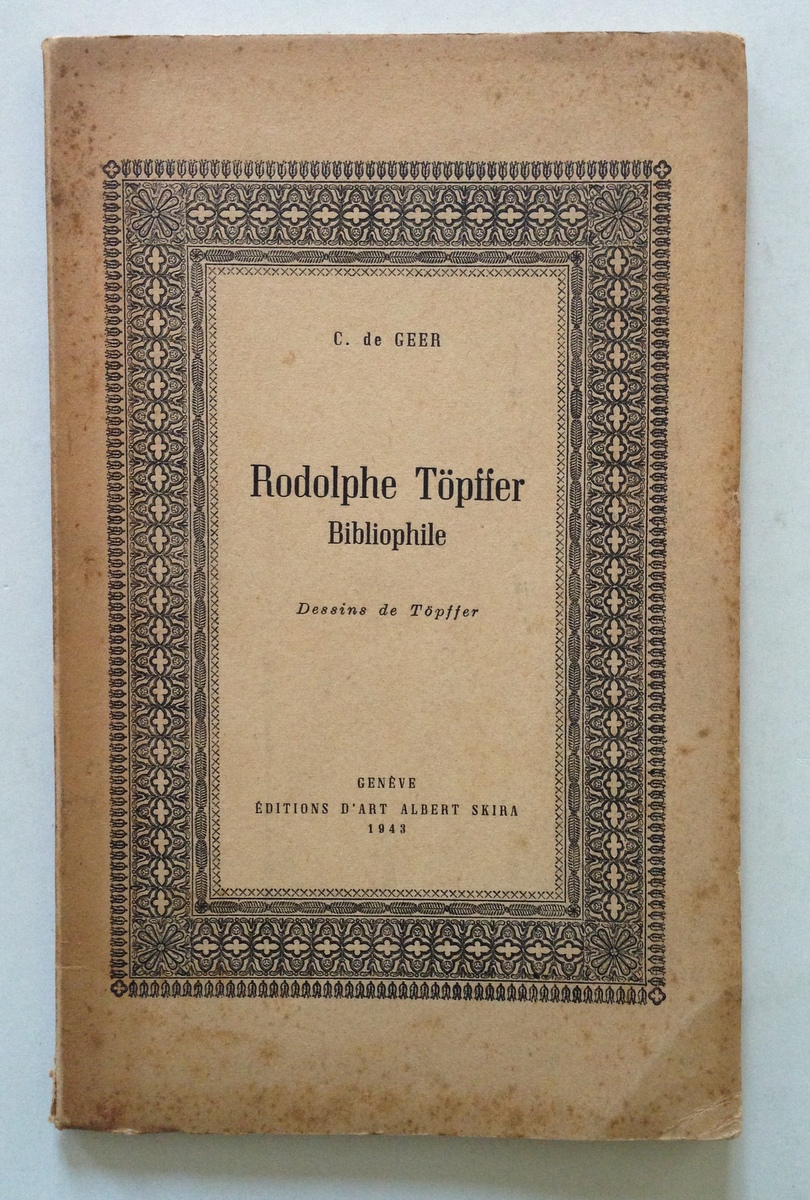 C. de GEER
Rodolphe Töpffer
Bibliophile
Dessins de Töpffer
GENÈVE
ÉDITIONS D'ART ALBERT SKIRA
1943